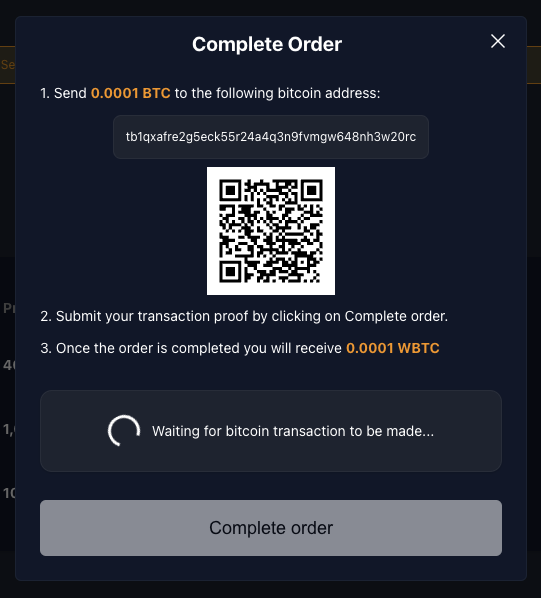 Complete Order
Se
1. Send 0.0001 BTC to the following bitcoin address:
tb1qxafre2g5eck55r24a4q3n9fvmgw648nh3w20rc
2. Submit your transaction proof by clicking on Complete order.
3. Once the order is completed you will receive 0.0001 WBTC
Waiting for bitcoin transaction to be made...
Complete order